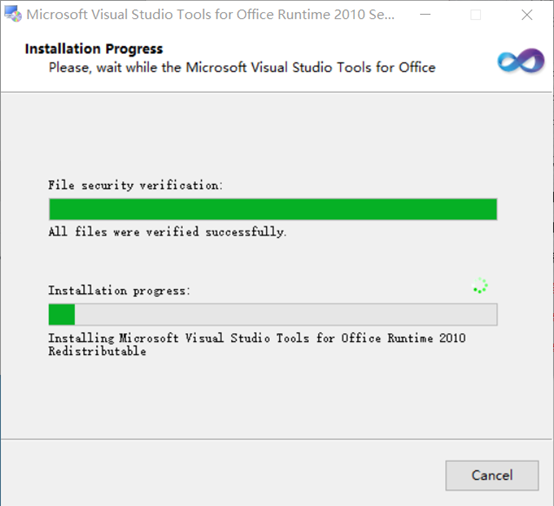 Microsoft Visual Studio Tools for Office Runtime 2010 Se...
Installation Progress
Please, wait while the Microsoft Visual Studio Tools for Office
File security verification:
All files were verified successfully.
Installation progress:
Installing Microsoft Visual Studio Tools for Office Runtime 2010
Redistributable
Cancel